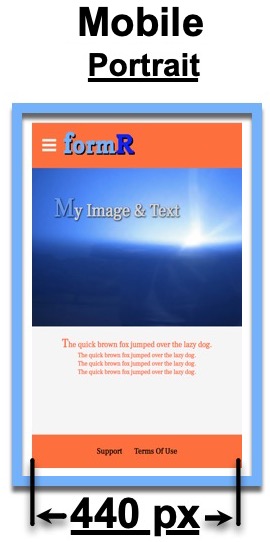 Mobile
Portrait
formR
My Image & Text
The quick brown fox jumped over the lazy dog.
The quick brown fox jumped over the lazy dog.
The quick brown fox jumped over the lazy dog.
The quick brown fox jumped over the lazy dog.
Support Terms Of Use
440 px